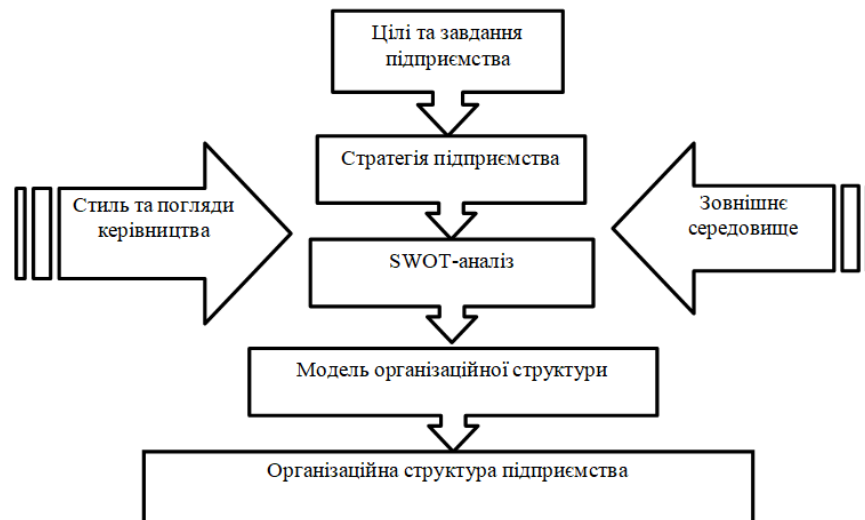 Цілі та завдання
підприємства
Стратегія підприємства
Стиль та погляди
керівництва
Зовнішнє
середовище
SWOT-аналіз
Модель організаційної структури
Організаційна структура підприємства